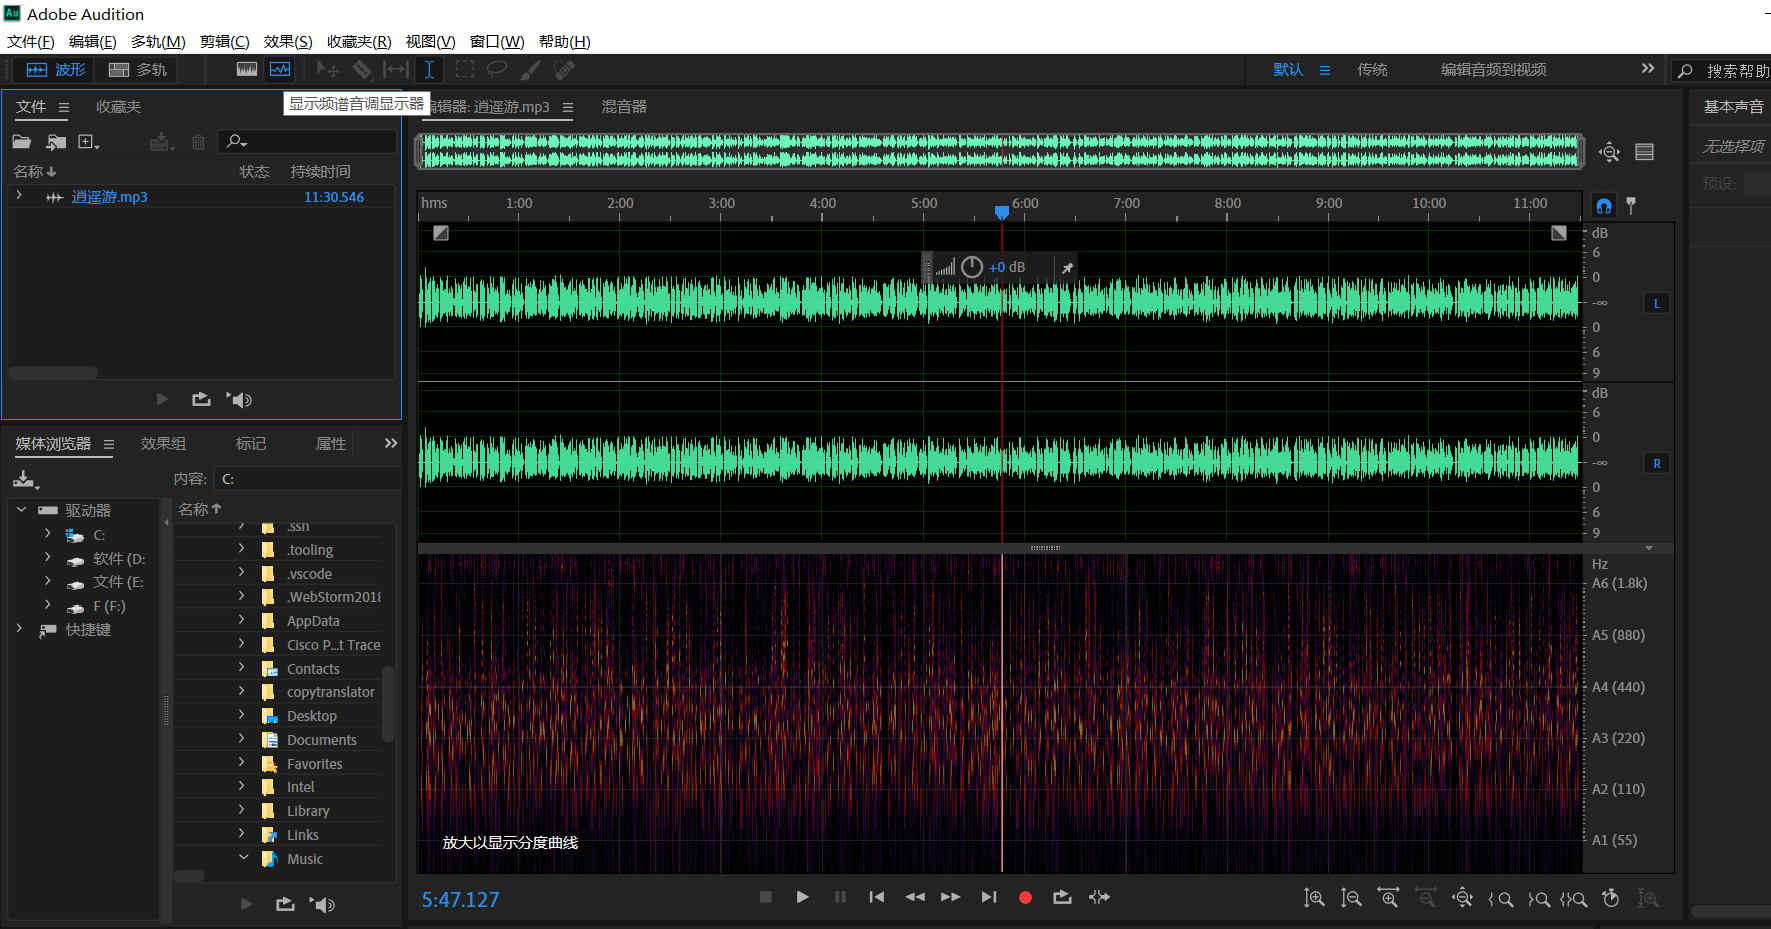 Adobe Audition
文件(F) 编辑(E) 多轨(M) 剪辑(C) 效果(S) 收藏夹(R) 视图(V) 窗口(W) 帮助(H)
波形 多轨 默认 传统 编辑音频到视频 搜索帮助
文件 收藏夹
显示频谱音调显示器
编辑器: 逍遥游.mp3 混音器
基本声音
无选择项
预设:
名称 状态 持续时间
逍遥游.mp3 11:30.546
hms 1:00 2:00 3:00 4:00 5:00 6:00 7:00 8:00 9:00 10:00 11:00
+0 dB
dB
6
0
-∞
0
6
9
L
dB
6
0
-∞
0
6
9
R
媒体浏览器 效果组 标记 属性
内容: C:
名称
驱动器
C:
软件 (D:
文件 (E:
F (F:)
快捷键
.ssh
.tooling
.vscode
.WebStorm2018
AppData
Cisco P...t Trace
Contacts
copytranslator
Desktop
Documents
Favorites
Intel
Library
Links
Music
Hz
A6 (1.8k)
A5 (880)
A4 (440)
A3 (220)
A2 (110)
A1 (55)
放大以显示分度曲线
5:47.127